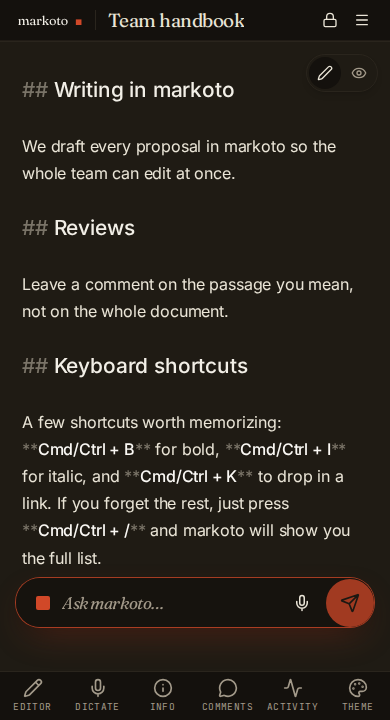 markoto
Team handbook
## Writing in markoto
We draft every proposal in markoto so the
whole team can edit at once.
## Reviews
Leave a comment on the passage you mean,
not on the whole document.
## Keyboard shortcuts
A few shortcuts worth memorizing:
**Cmd/Ctrl + B** for bold, **Cmd/Ctrl + I**
for italic, and **Cmd/Ctrl + K** to drop in a
link. If you forget the rest, just press
**Cmd/Ctrl + /** and markoto will show you
the full list.
Ask markoto...
EDITOR DICTATE INFO COMMENTS ACTIVITY THEME